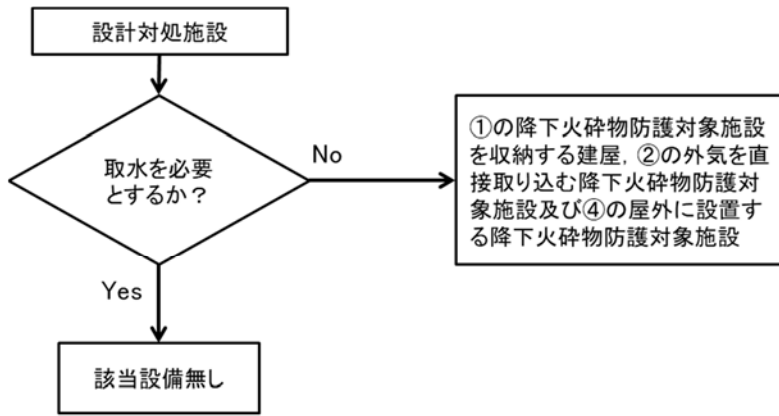 設計対処施設
取水を必要
とするか？
No
①の降下火砕物防護対象施設
を収納する建屋，②の外気を直
接取り込む降下火砕物防護対
象施設及び④の屋外に設置す
る降下火砕物防護対象施設
Yes
該当設備無し